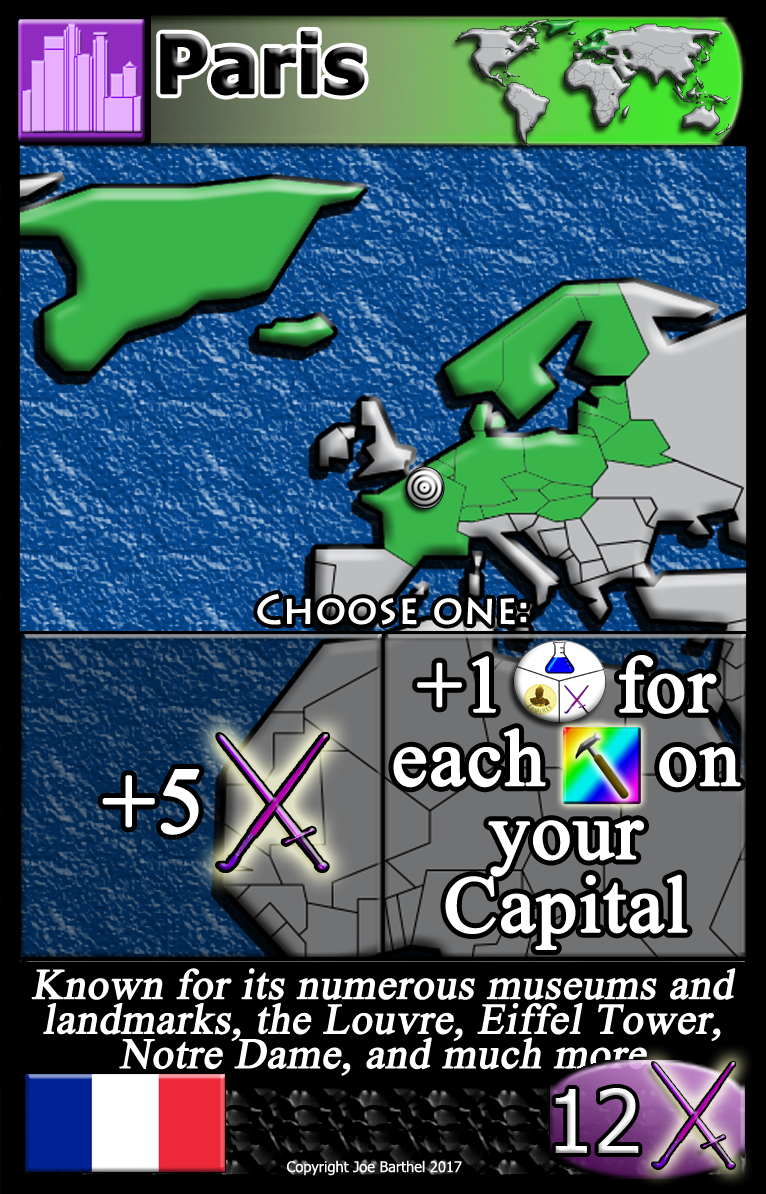 Paris
CHOOSE ONE:
+5
+1 for
each on
your
Capital
Known for its numerous museums and
landmarks, the Louvre, Eiffel Tower,
Notre Dame, and much more
12
Copyright Joe Barthel 2017